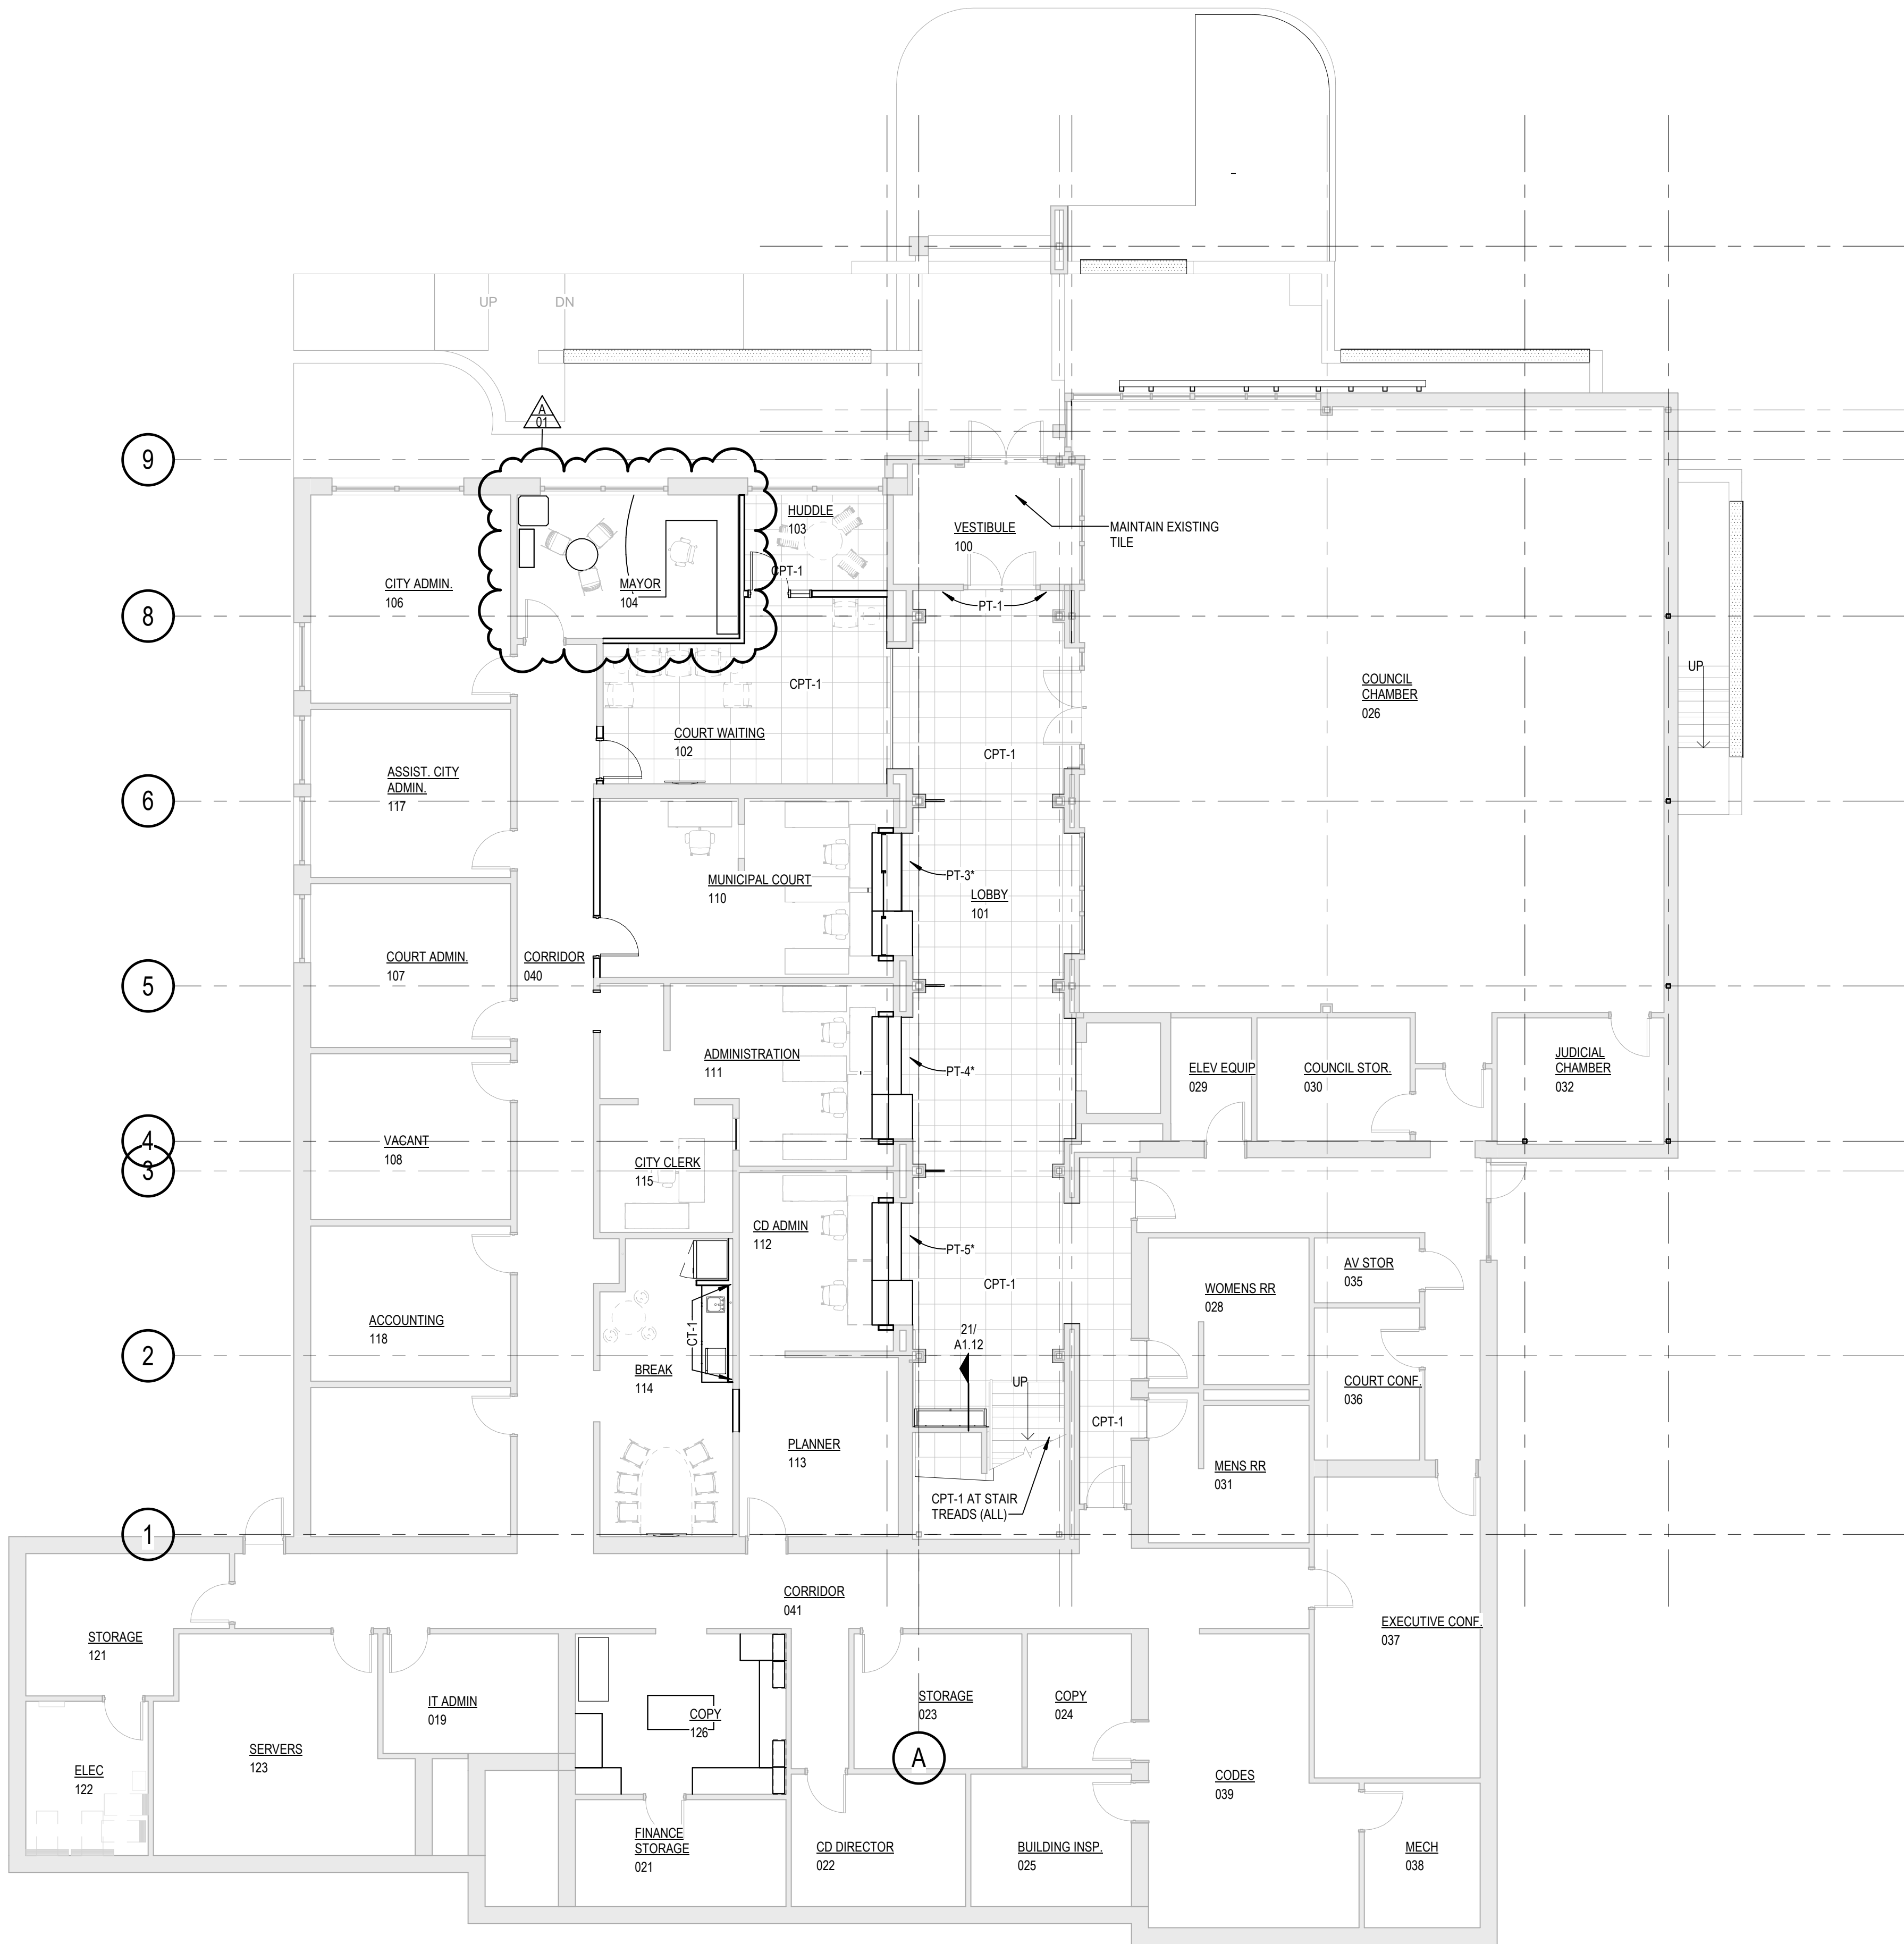 UP
DN
A
01
9
HUDDLE
103
VESTIBULE
100
MAINTAIN EXISTING
TILE
CITY ADMIN.
106
MAYOR
104
CPT-1
8
PT-1
CPT-1
COUNCIL
CHAMBER
026
UP
COURT WAITING
102
CPT-1
ASSIST. CITY
ADMIN.
117
6
MUNICIPAL COURT
110
PT-3*
LOBBY
101
COURT ADMIN.
107
CORRIDOR
040
5
ADMINISTRATION
111
PT-4*
ELEV EQUIP
029
COUNCIL STOR.
030
JUDICIAL
CHAMBER
032
4
3
VACANT
108
CITY CLERK
115
CD ADMIN
112
PT-5*
CPT-1
WOMENS RR
028
AV STOR
035
ACCOUNTING
118
CT-1
21/
A1.12
2
BREAK
114
UP
COURT CONF.
036
CPT-1
PLANNER
113
MENS RR
031
CPT-1 AT STAIR
TREADS (ALL)
1
CORRIDOR
041
EXECUTIVE CONF.
037
STORAGE
121
IT ADMIN
019
COPY
126
STORAGE
023
COPY
024
SERVERS
123
A
ELEC
122
CODES
039
FINANCE
STORAGE
021
CD DIRECTOR
022
BUILDING INSP.
025
MECH
038